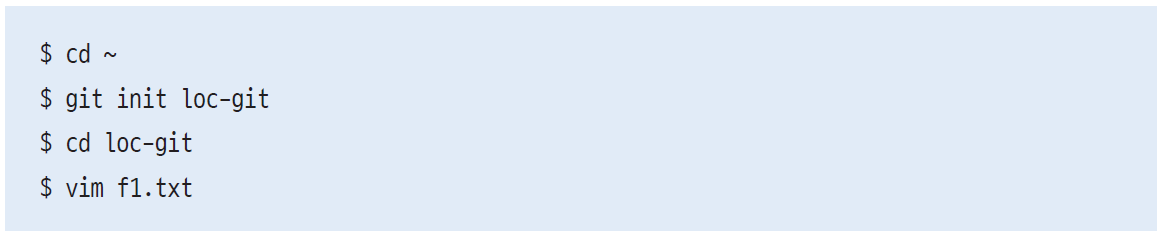 $ cd ~
$ git init loc-git
$ cd loc-git
$ vim f1.txt